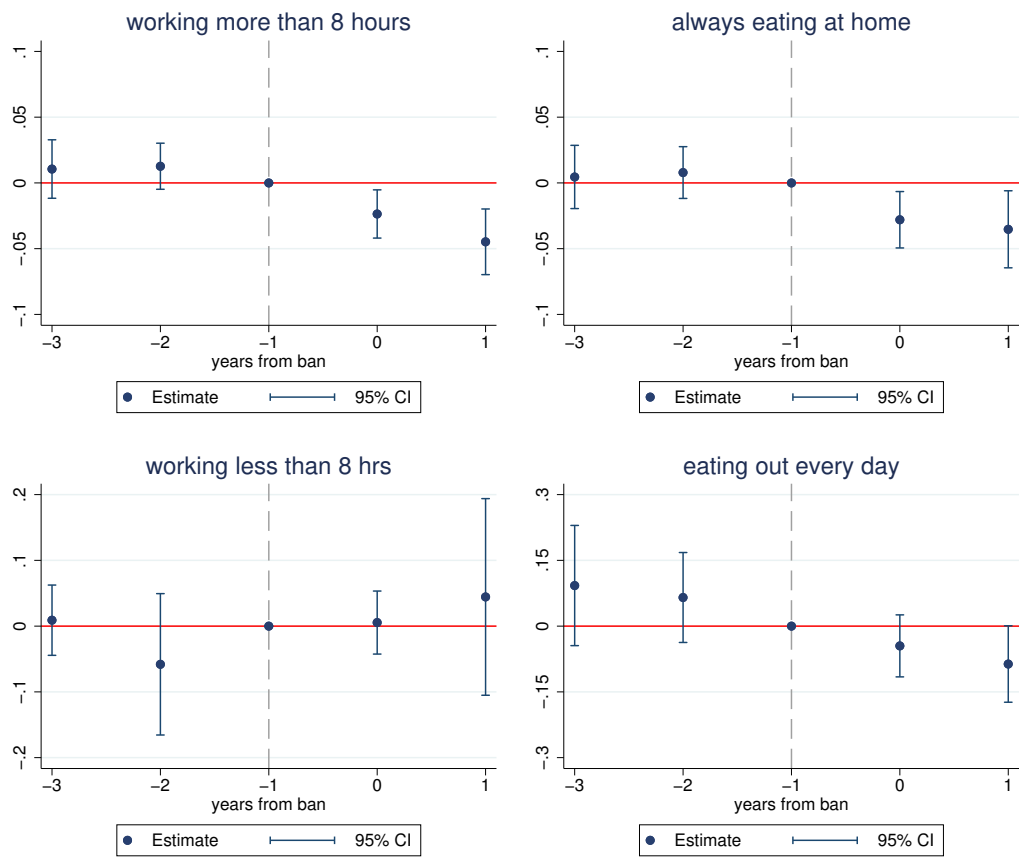 working more than 8 hours
.1
.05
0
-.05
-.1
−3 −2 −1 0 1
years from ban
Estimate 95% CI
always eating at home
.1
.05
0
-.05
-.1
−3 −2 −1 0 1
years from ban
Estimate 95% CI
working less than 8 hrs
.2
.1
0
-.1
-.2
−3 −2 −1 0 1
years from ban
Estimate 95% CI
eating out every day
.3
.15
0
-.15
-.3
−3 −2 −1 0 1
years from ban
Estimate 95% CI